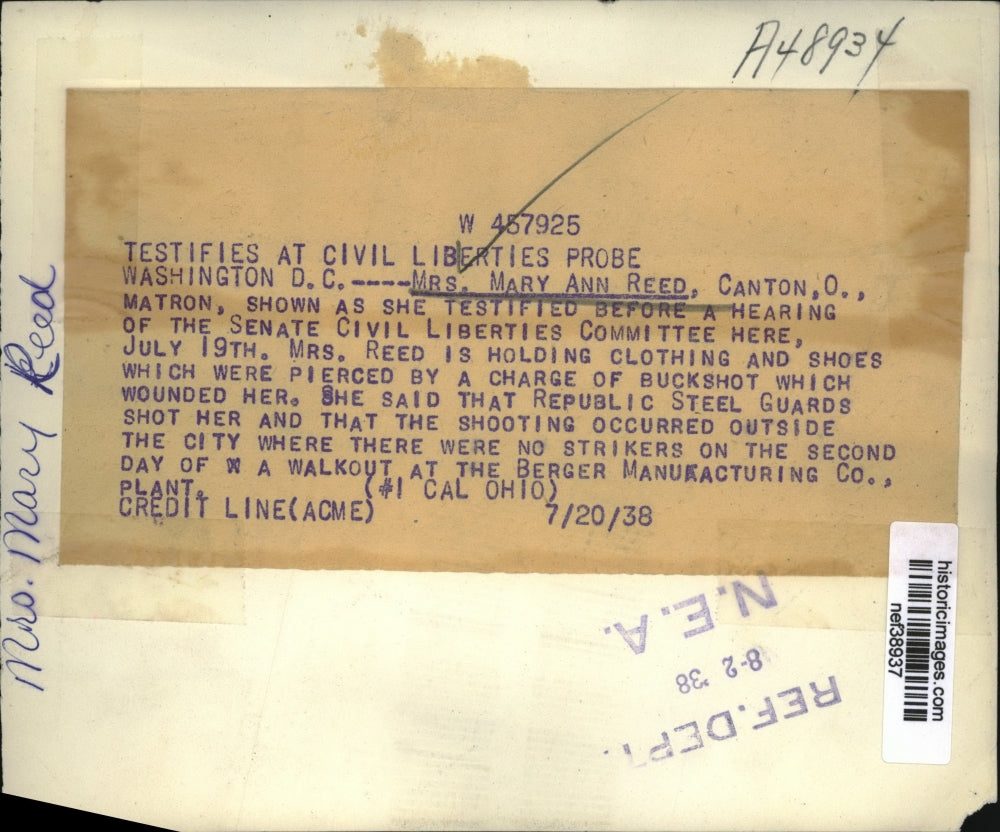 A48934
W 457925
TESTIFIES AT CIVIL LIBERTIES PROBE
WASHINGTON D.C.----MRS. MARY ANN REED, CANTON,O.,
MATRON, SHOWN AS SHE TESTIFIED BEFORE A HEARING
OF THE SENATE CIVIL LIBERTIES COMMITTEE HERE,
JULY 19TH. MRS. REED IS HOLDING CLOTHING AND SHOES
WHICH WERE PIERCED BY A CHARGE OF BUCKSHOT WHICH
WOUNDED HER. SHE SAID THAT REPUBLIC STEEL GUARDS
SHOT HER AND THAT THE SHOOTING OCCURRED OUTSIDE
THE CITY WHERE THERE WERE NO STRIKERS ON THE SECOND
DAY OF A WALKOUT AT THE BERGER MANUKACTURING CO.,
PLANT. (#1 CAL OHIO)
CREDIT LINE(ACME) 7/20/38
Mrs. Mary Reed
REF.DEPT.
8-2 '38
N.E.A.
historicimages.com
nef38937